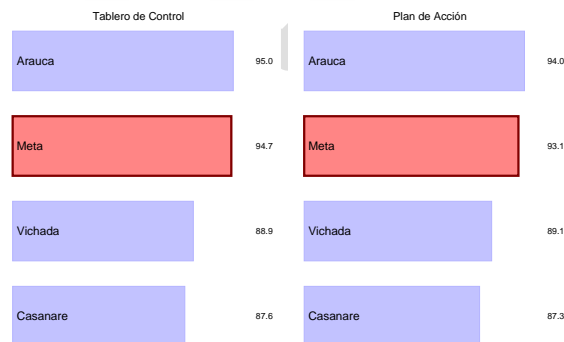 Tablero de Control
Arauca 95.0
Meta 94.7
Vichada 88.9
Casanare 87.6
Plan de Acción
Arauca 94.0
Meta 93.1
Vichada 89.1
Casanare 87.3